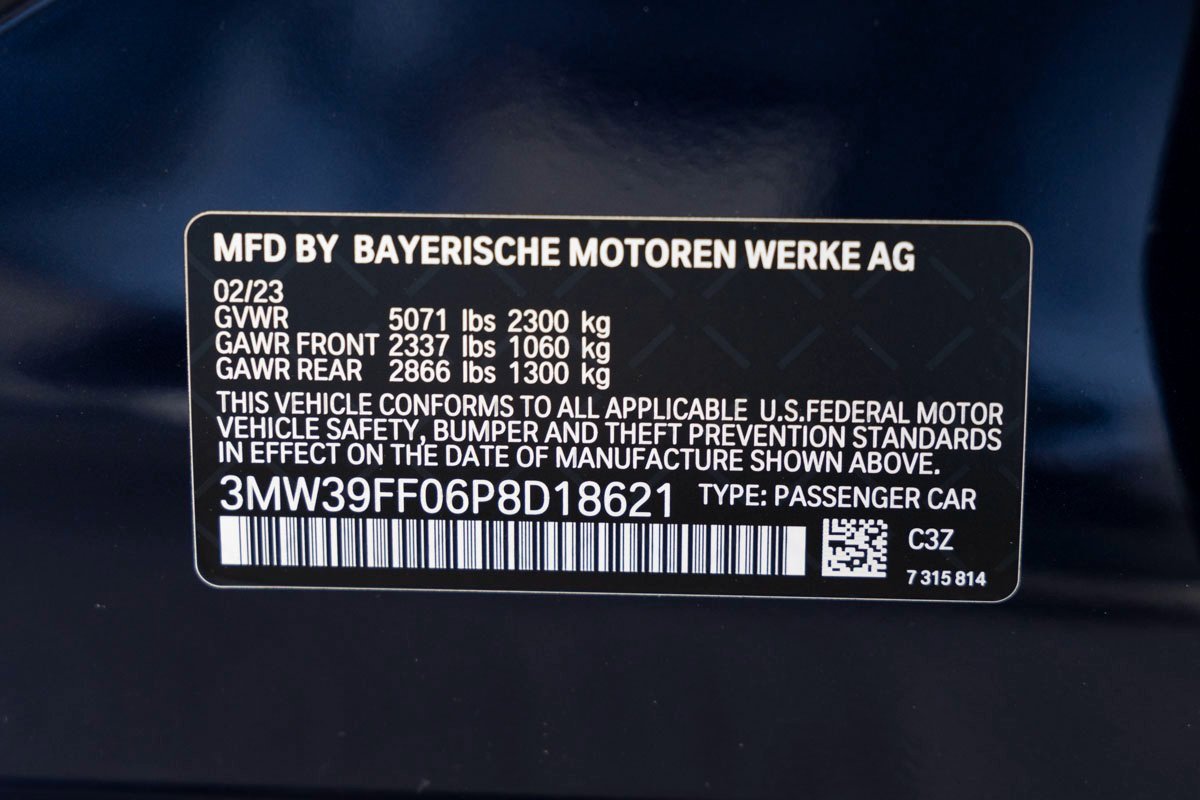 MFD BY BAYERISCHE MOTOREN WERKE AG
02/23
GVWR 5071 lbs 2300 kg
GAWR FRONT 2337 lbs 1060 kg
GAWR REAR 2866 lbs 1300 kg
THIS VEHICLE CONFORMS TO ALL APPLICABLE U.S.FEDERAL MOTOR
VEHICLE SAFETY, BUMPER AND THEFT PREVENTION STANDARDS
IN EFFECT ON THE DATE OF MANUFACTURE SHOWN ABOVE.
3MW39FF06P8D18621 TYPE: PASSENGER CAR
C3Z
7 315 814